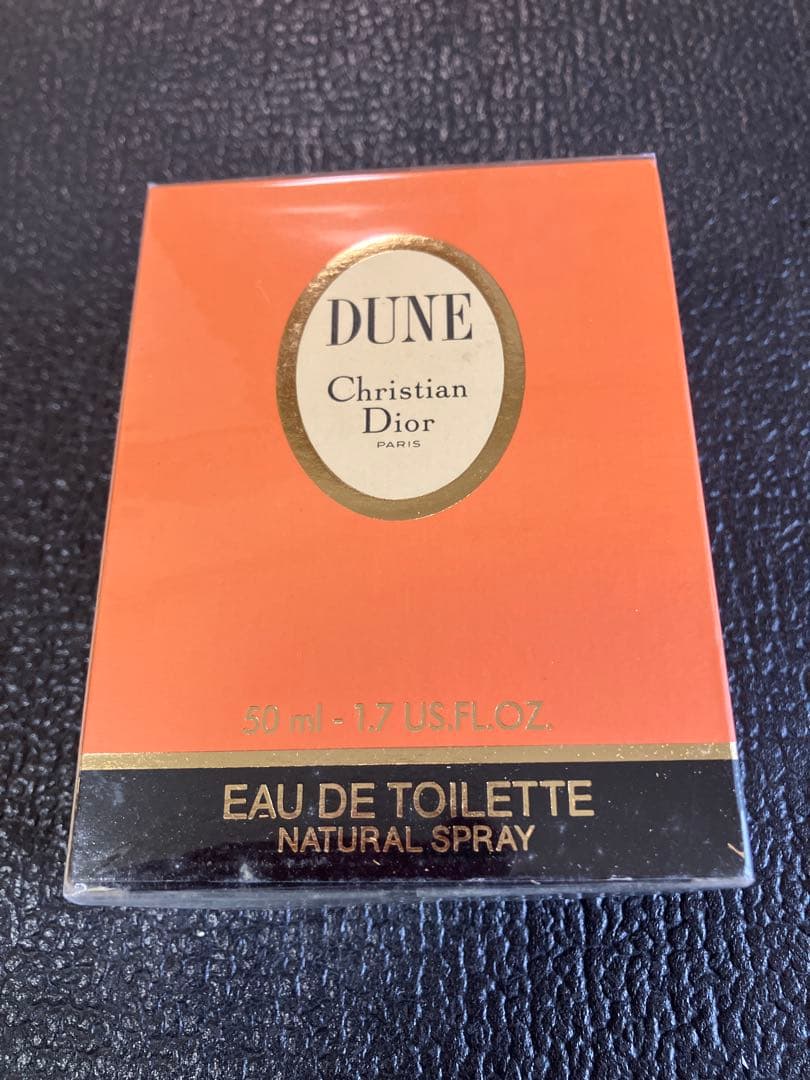 DUNE
Christian
Dior
PARIS
50 ml - 1.7 US.FL.OZ.
EAU DE TOILETTE
NATURAL SPRAY